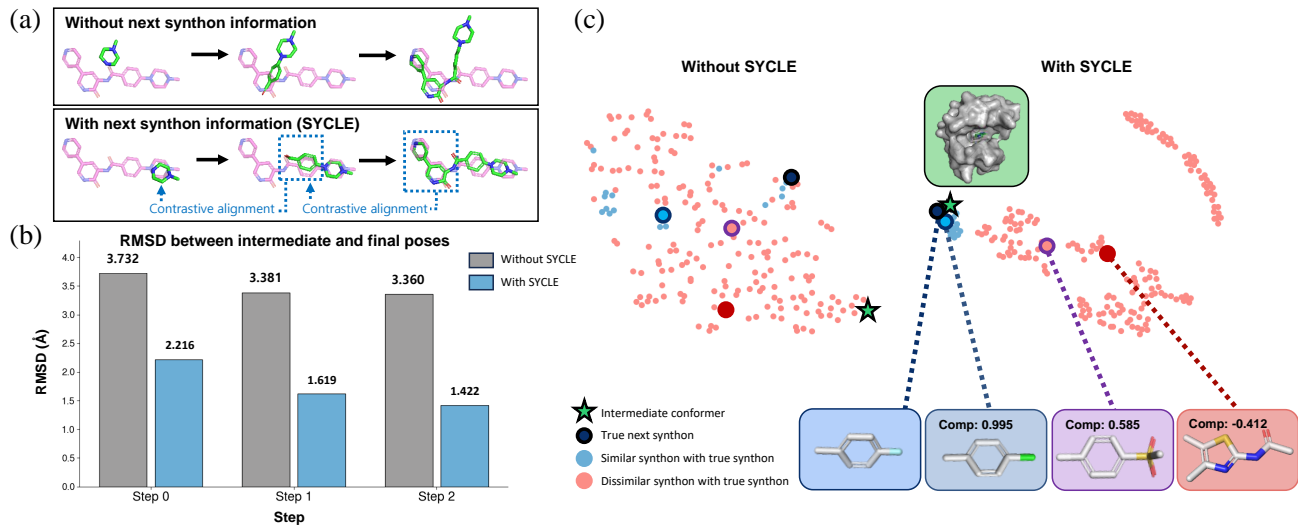 (a)
Without next synthon information
With next synthon information (SYCLE)
Contrastive alignment
Contrastive alignment
(b)
RMSD between intermediate and final poses
Without SYCLE
With SYCLE
RMSD (Å)
4.0
3.5
3.0
2.5
2.0
1.5
1.0
0.5
0.0
3.732
2.216
3.381
1.619
3.360
1.422
Step 0
Step 1
Step 2
Step
(c)
Without SYCLE
With SYCLE
Intermediate conformer
True next synthon
Similar synthon with true synthon
Dissimilar synthon with true synthon
Comp: 0.995
Comp: 0.585
Comp: -0.412